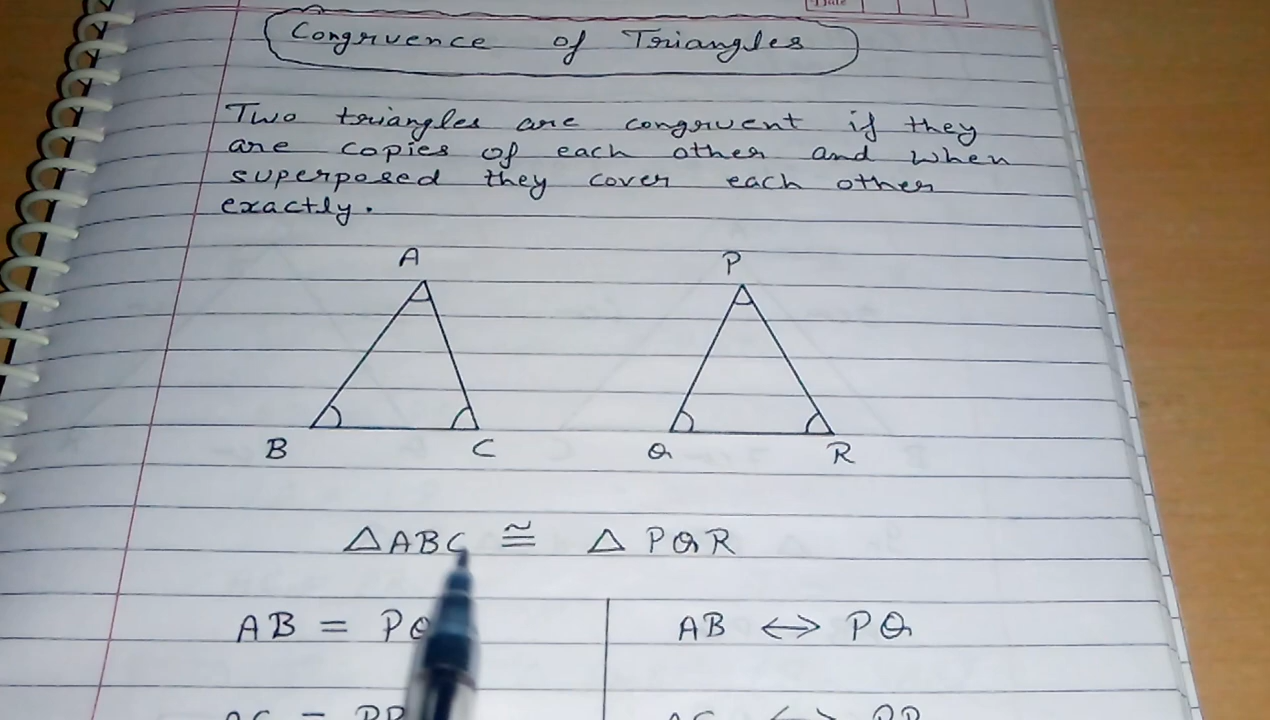 Date
Congruence of Triangles
Two triangles are congruent if they
are copies of each other and when
superposed they cover each other
exactly.
A P
B C Q R
△ABC ≅ △PQR
AB = PQ AB ↔ PQ